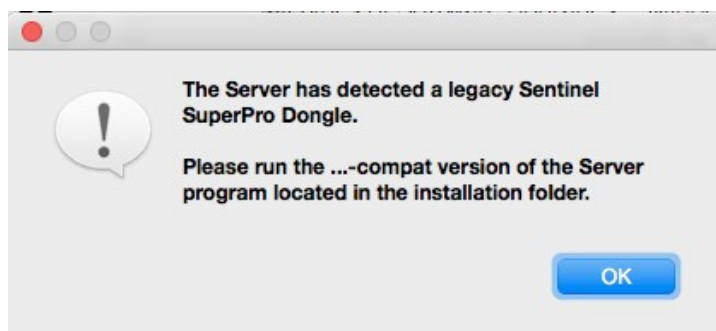 The Server has detected a legacy Sentinel
SuperPro Dongle.
Please run the ...-compat version of the Server
program located in the installation folder.
OK